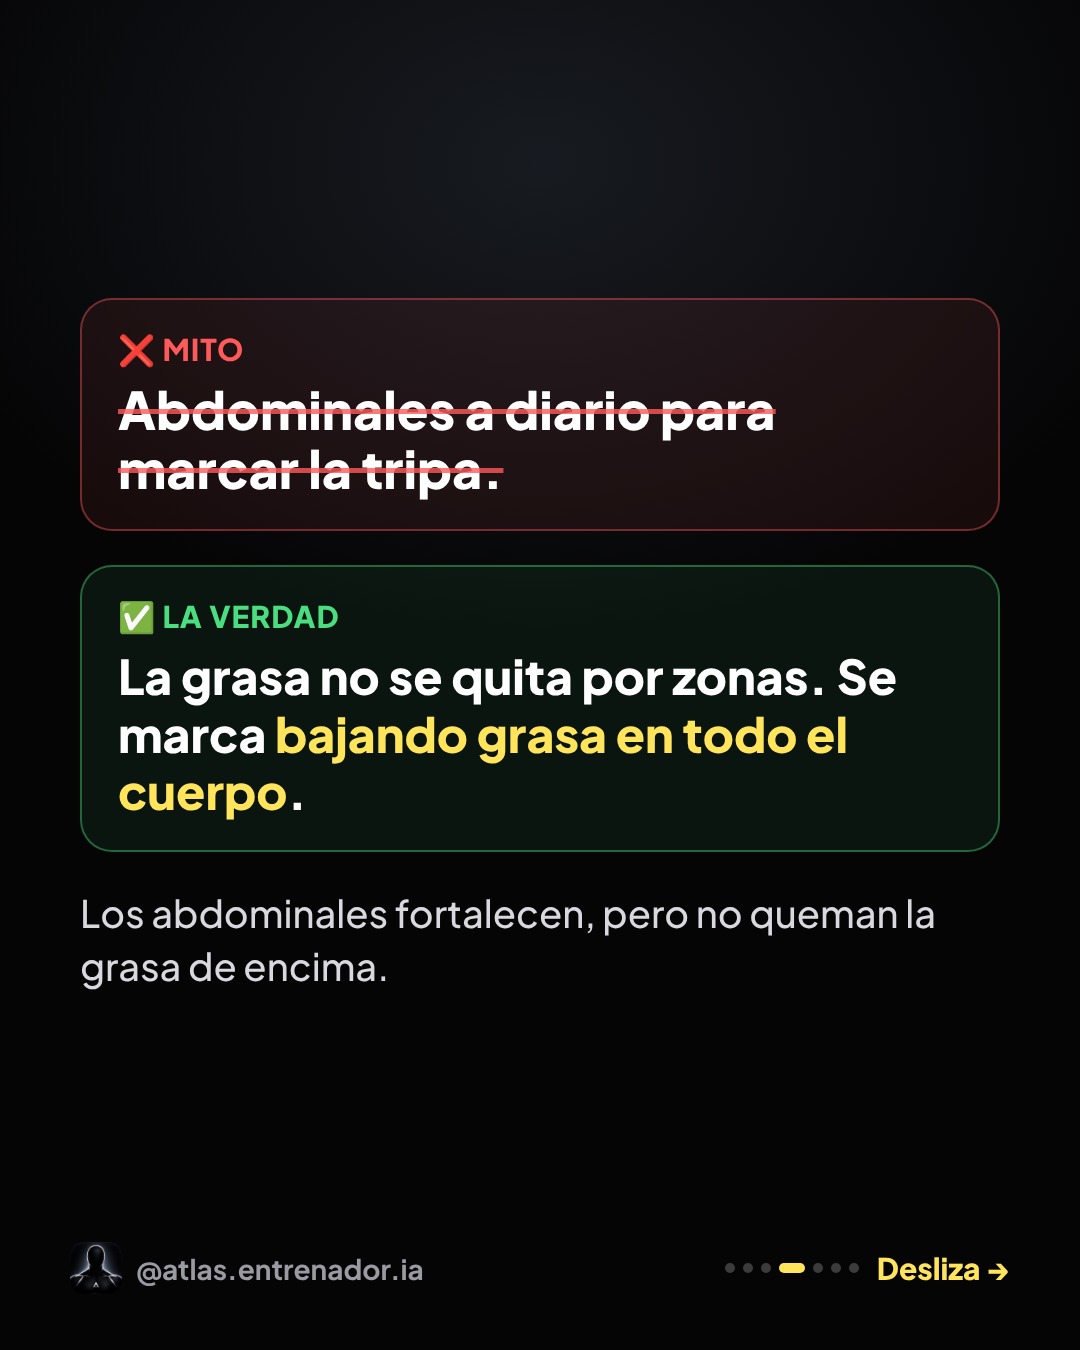 ❌ MITO
Abdominales a diario para
marcar la tripa.
✅ LA VERDAD
La grasa no se quita por zonas. Se
marca bajando grasa en todo el
cuerpo.
Los abdominales fortalecen, pero no queman la
grasa de encima.
@atlas.entrenador.ia
Desliza →